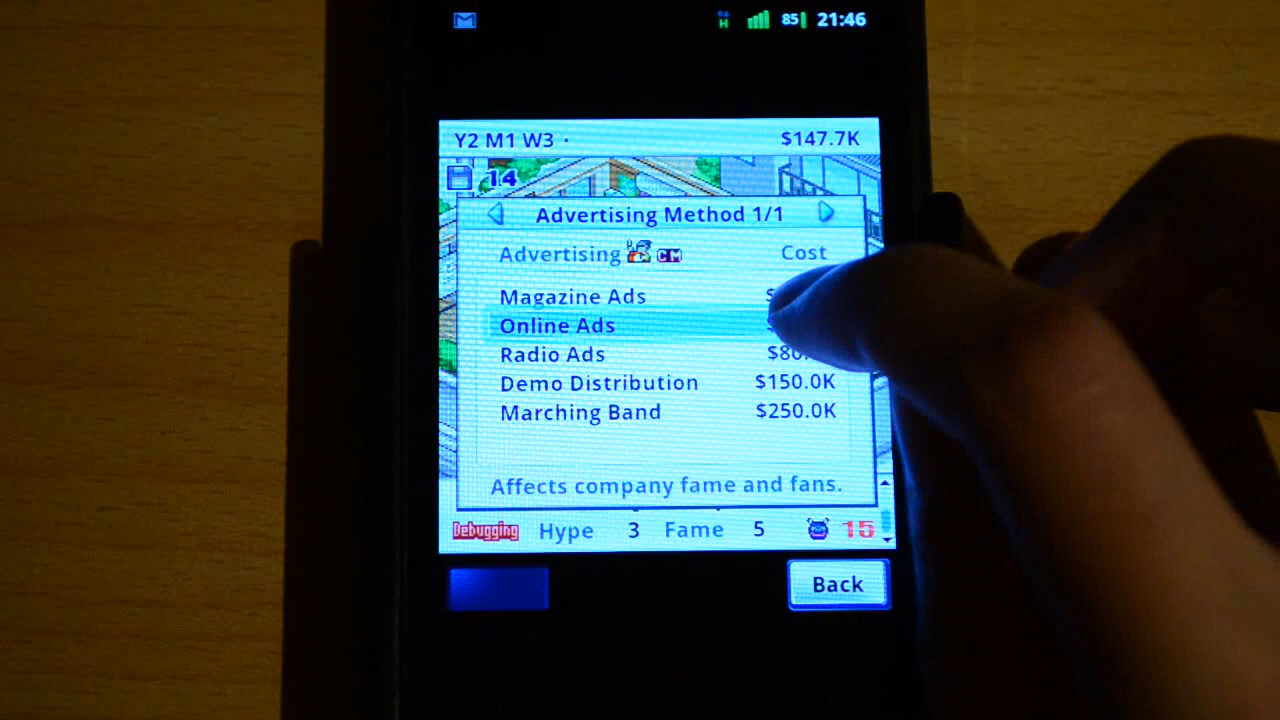 85 21:46
Y2 M1 W3 · $147.7K
14
Advertising Method 1/1
Advertising CM Cost
Magazine Ads
Online Ads
Radio Ads
Demo Distribution $150.0K
Marching Band $250.0K
Affects company fame and fans.
Debugging Hype 3 Fame 5 15
Back